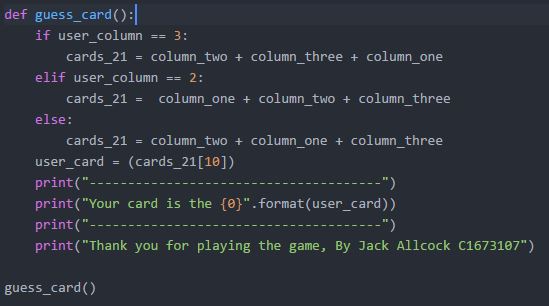 def guess_card():
    if user_column == 3:
        cards_21 = column_two + column_three + column_one
    elif user_column == 2:
        cards_21 =  column_one + column_two + column_three
    else:
        cards_21 = column_two + column_one + column_three
    user_card = (cards_21[10])
    print("--------------------------------------")
    print("Your card is the {0}".format(user_card))
    print("--------------------------------------")
    print("Thank you for playing the game, By Jack Allcock C1673107")
guess_card()